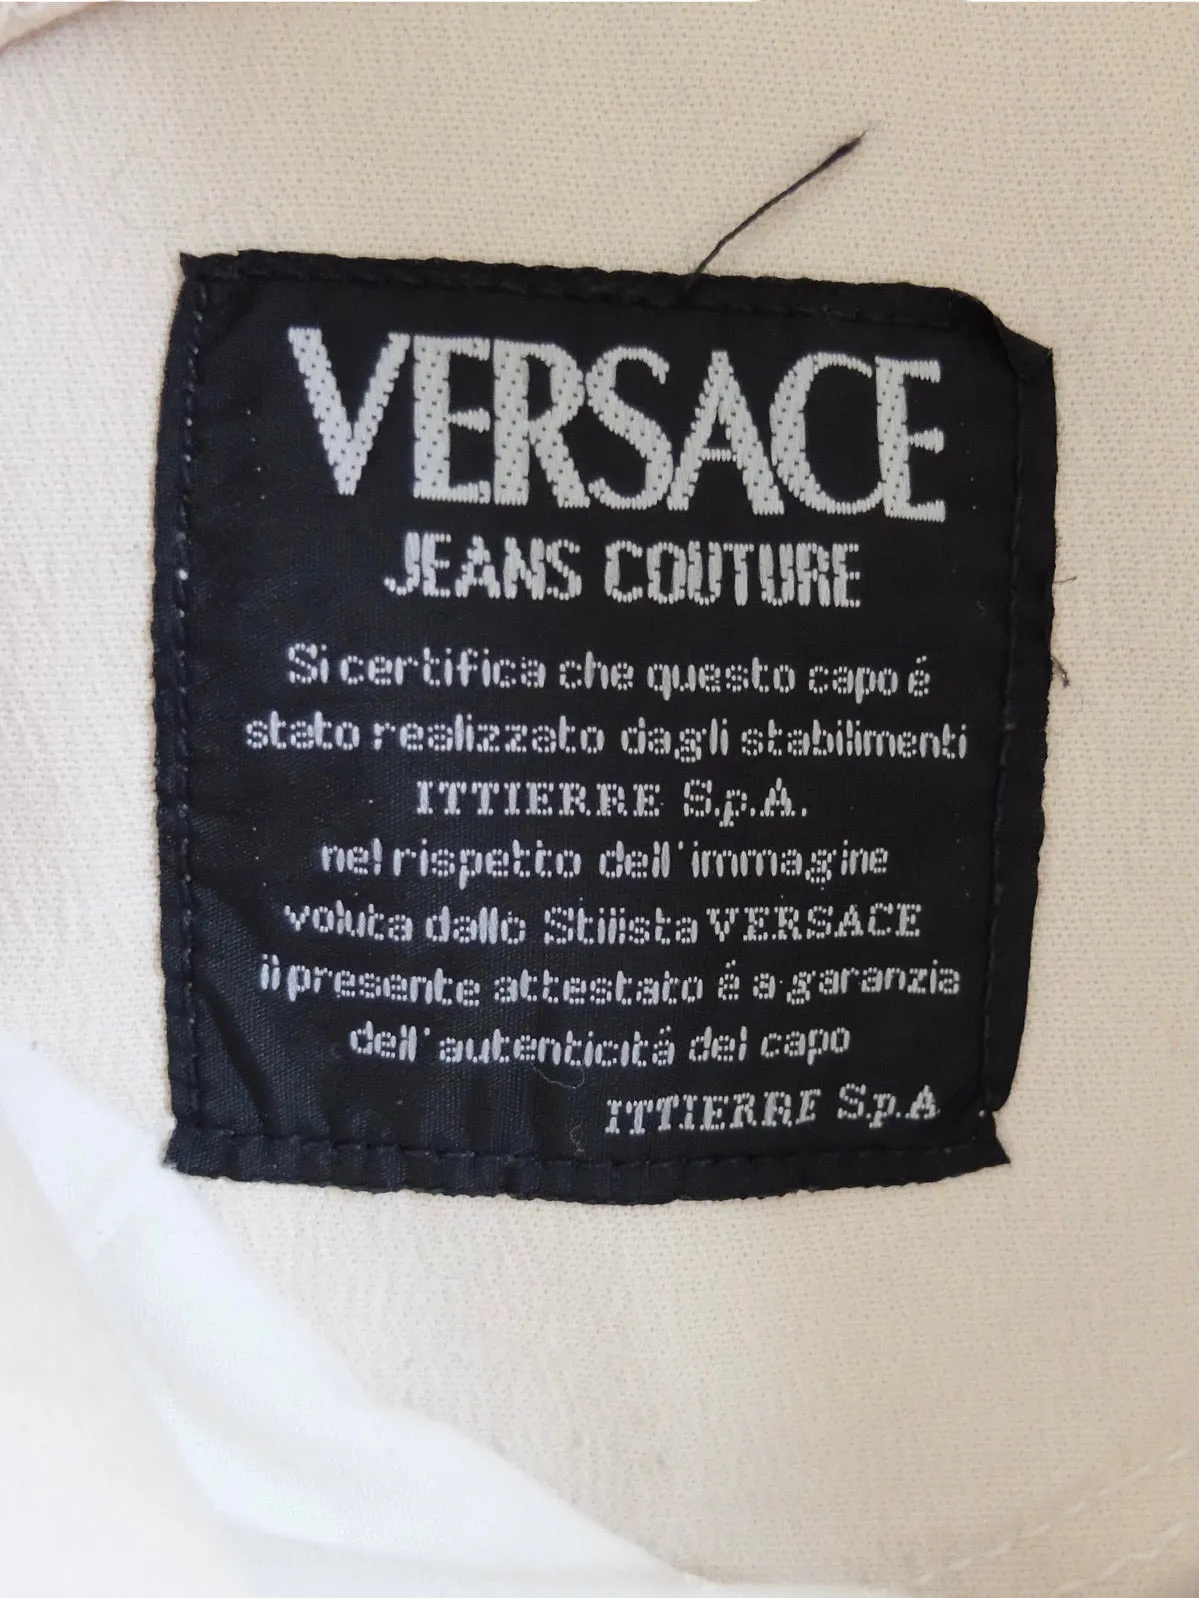 VERSACE
JEANS COUTURE
Si certifica che questo capo é
stato realizzato dagli stabilimenti
ITTIERRE S.p.A.
nel rispetto dell'immagine
voluta dallo Stilista VERSACE
il presente attestato é a garanzia
dell'autenticitá del capo
ITTIERRE S.p.A